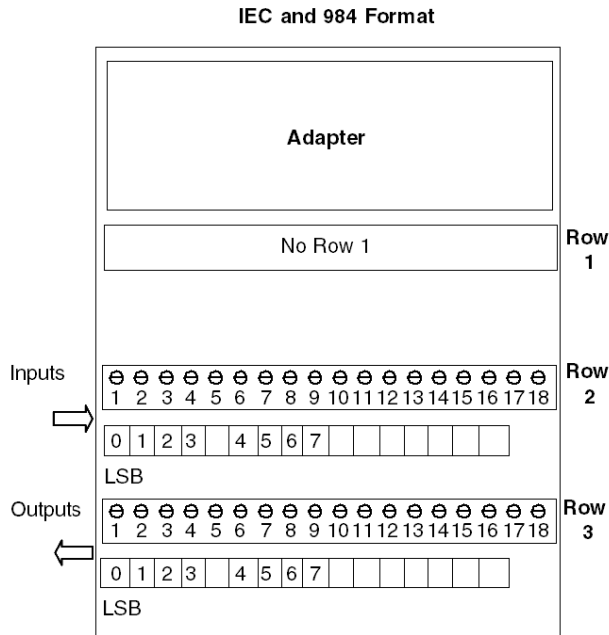 IEC and 984 Format
Adapter
No Row 1
Row
1
Inputs
1 2 3 4 5 6 7 8 9 10 11 12 13 14 15 16 17 18
Row
2
0 1 2 3 4 5 6 7
LSB
Outputs
1 2 3 4 5 6 7 8 9 10 11 12 13 14 15 16 17 18
Row
3
0 1 2 3 4 5 6 7
LSB